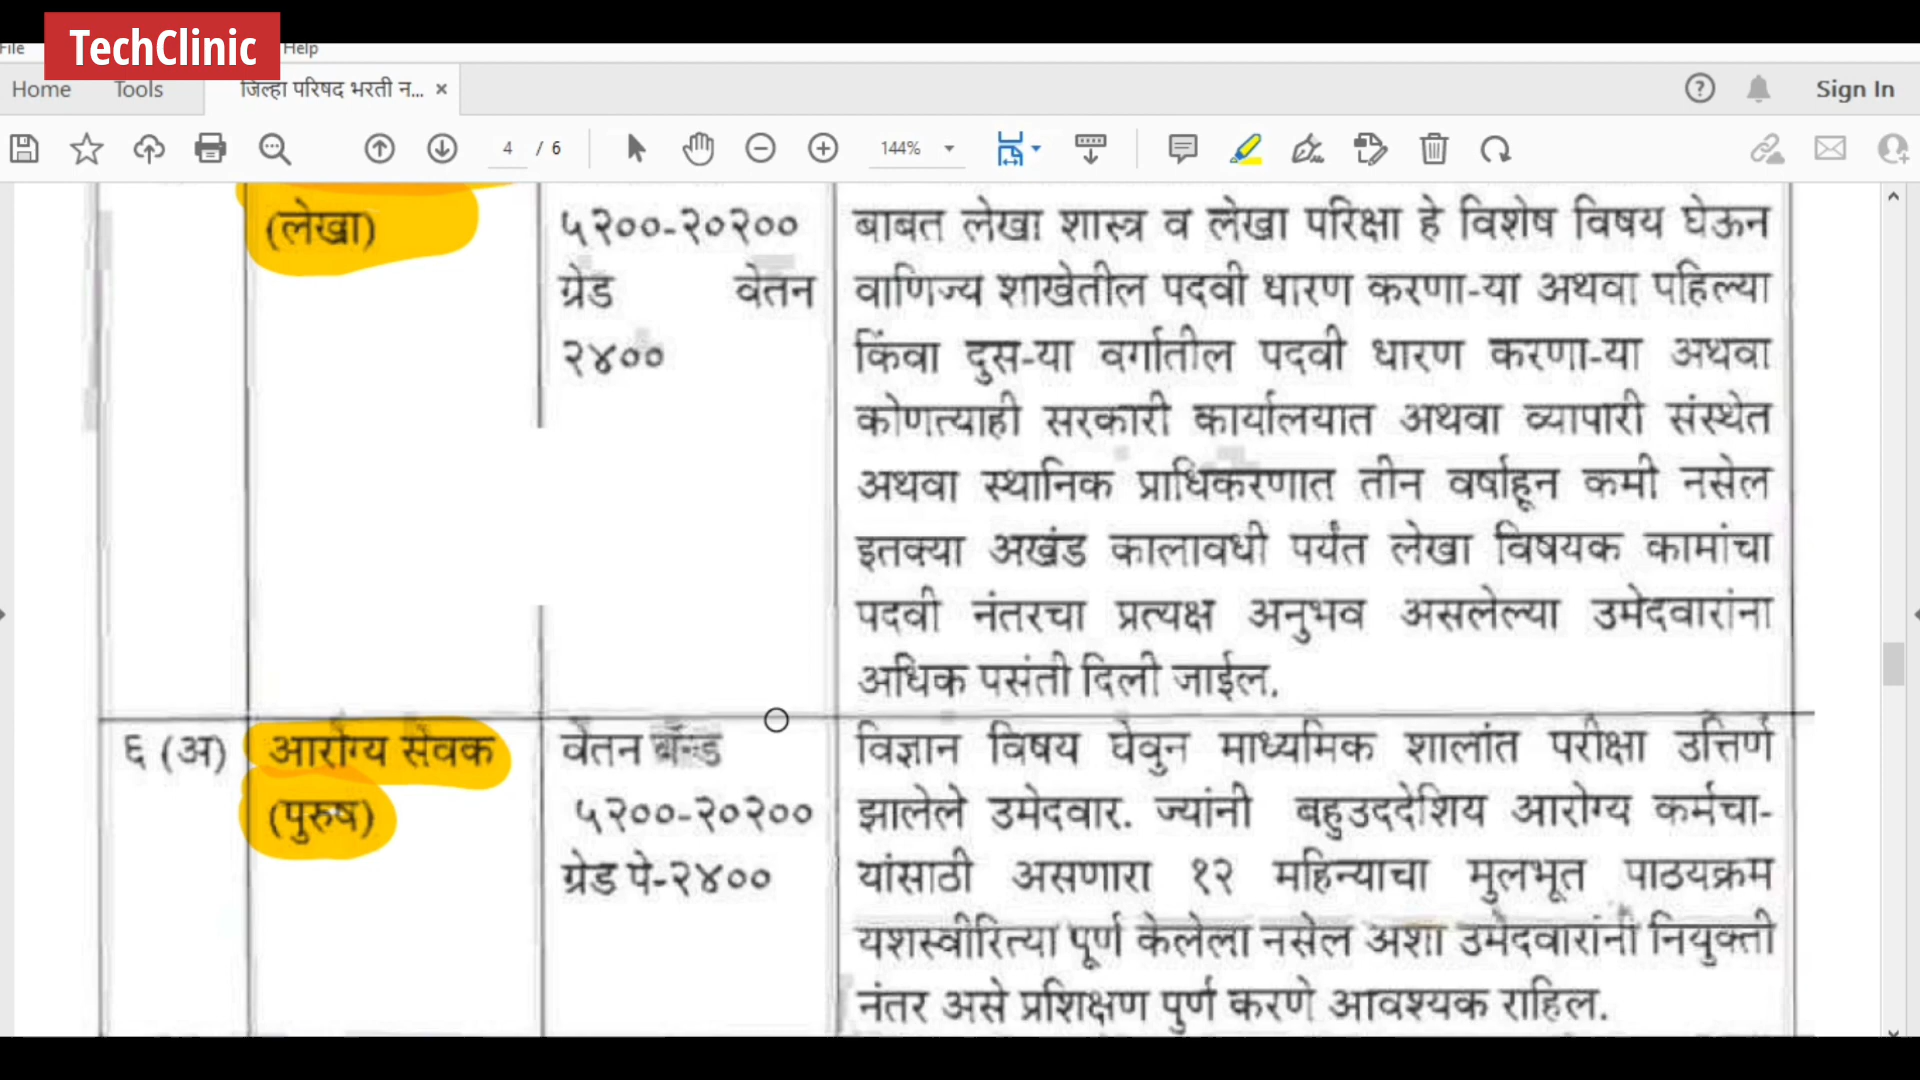 TechClinic
File
Help
Home Tools जिल्हा परिषद भरती न... × Sign In
4 / 6 144%
(लेखा) ५२००-२०२०० बाबत लेखा शास्त्र व लेखा परिक्षा हे विशेष विषय घेऊन
ग्रेड वेतन वाणिज्य शाखेतील पदवी धारण करणा-या अथवा पहिल्या
२४०० किंवा दुस-या वर्गातील पदवी धारण करणा-या अथवा
कोणत्याही सरकारी कार्यालयात अथवा व्यापारी संस्थेत
अथवा स्थानिक प्राधिकरणात तीन वर्षाहून कमी नसेल
इतक्या अखंड कालावधी पर्यंत लेखा विषयक कामांचा
पदवी नंतरचा प्रत्यक्ष अनुभव असलेल्या उमेदवारांना
अधिक पसंती दिली जाईल.
६ (अ) आरोग्य सेवक वेतन बॅन्ड विज्ञान विषय घेवुन माध्यमिक शालांत परीक्षा उत्तिर्ण
(पुरुष) ५२००-२०२०० झालेले उमेदवार. ज्यांनी बहुउददेशिय आरोग्य कर्मचा-
ग्रेड पे-२४०० यांसाठी असणारा १२ महिन्याचा मुलभूत पाठयक्रम
यशस्वीरित्या पूर्ण केलेला नसेल अशा उमेदवारांनी नियुक्ती
नंतर असे प्रशिक्षण पुर्ण करणे आवश्यक राहिल.